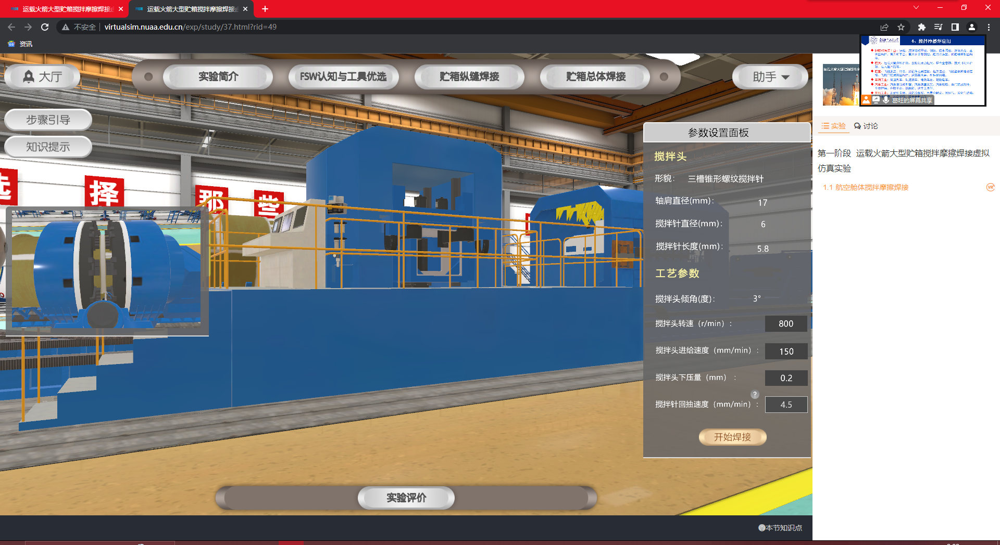 运载火箭大型贮箱搅拌摩擦焊接虚
运载火箭大型贮箱搅拌摩擦焊接虚
不安全
virtualsim.nuaa.edu.cn/exp/study/37.html?rid=49
资讯
大厅
实验简介
FSW认知与工具优选
贮箱纵缝焊接
贮箱总体焊接
助手
步骤引导
知识提示
选
择
那
些
参数设置面板
搅拌头
形貌: 三槽锥形螺纹搅拌针
轴肩直径(mm): 17
搅拌针直径(mm): 6
搅拌针长度(mm): 5.8
工艺参数
搅拌头倾角(度): 3°
搅拌头转速（r/min）: 800
搅拌头进给速度（mm/min）: 150
搅拌头下压量（mm）: 0.2
?
搅拌针回抽速度（mm/min）: 4.5
开始焊接
实验评价
本节知识点
4、搅拌摩擦焊应用
葛旺的屏幕共享
实验
讨论
第一阶段 运载火箭大型贮箱搅拌摩擦焊接虚拟
仿真实验
1.1 航空舱体搅拌摩擦焊接
VR